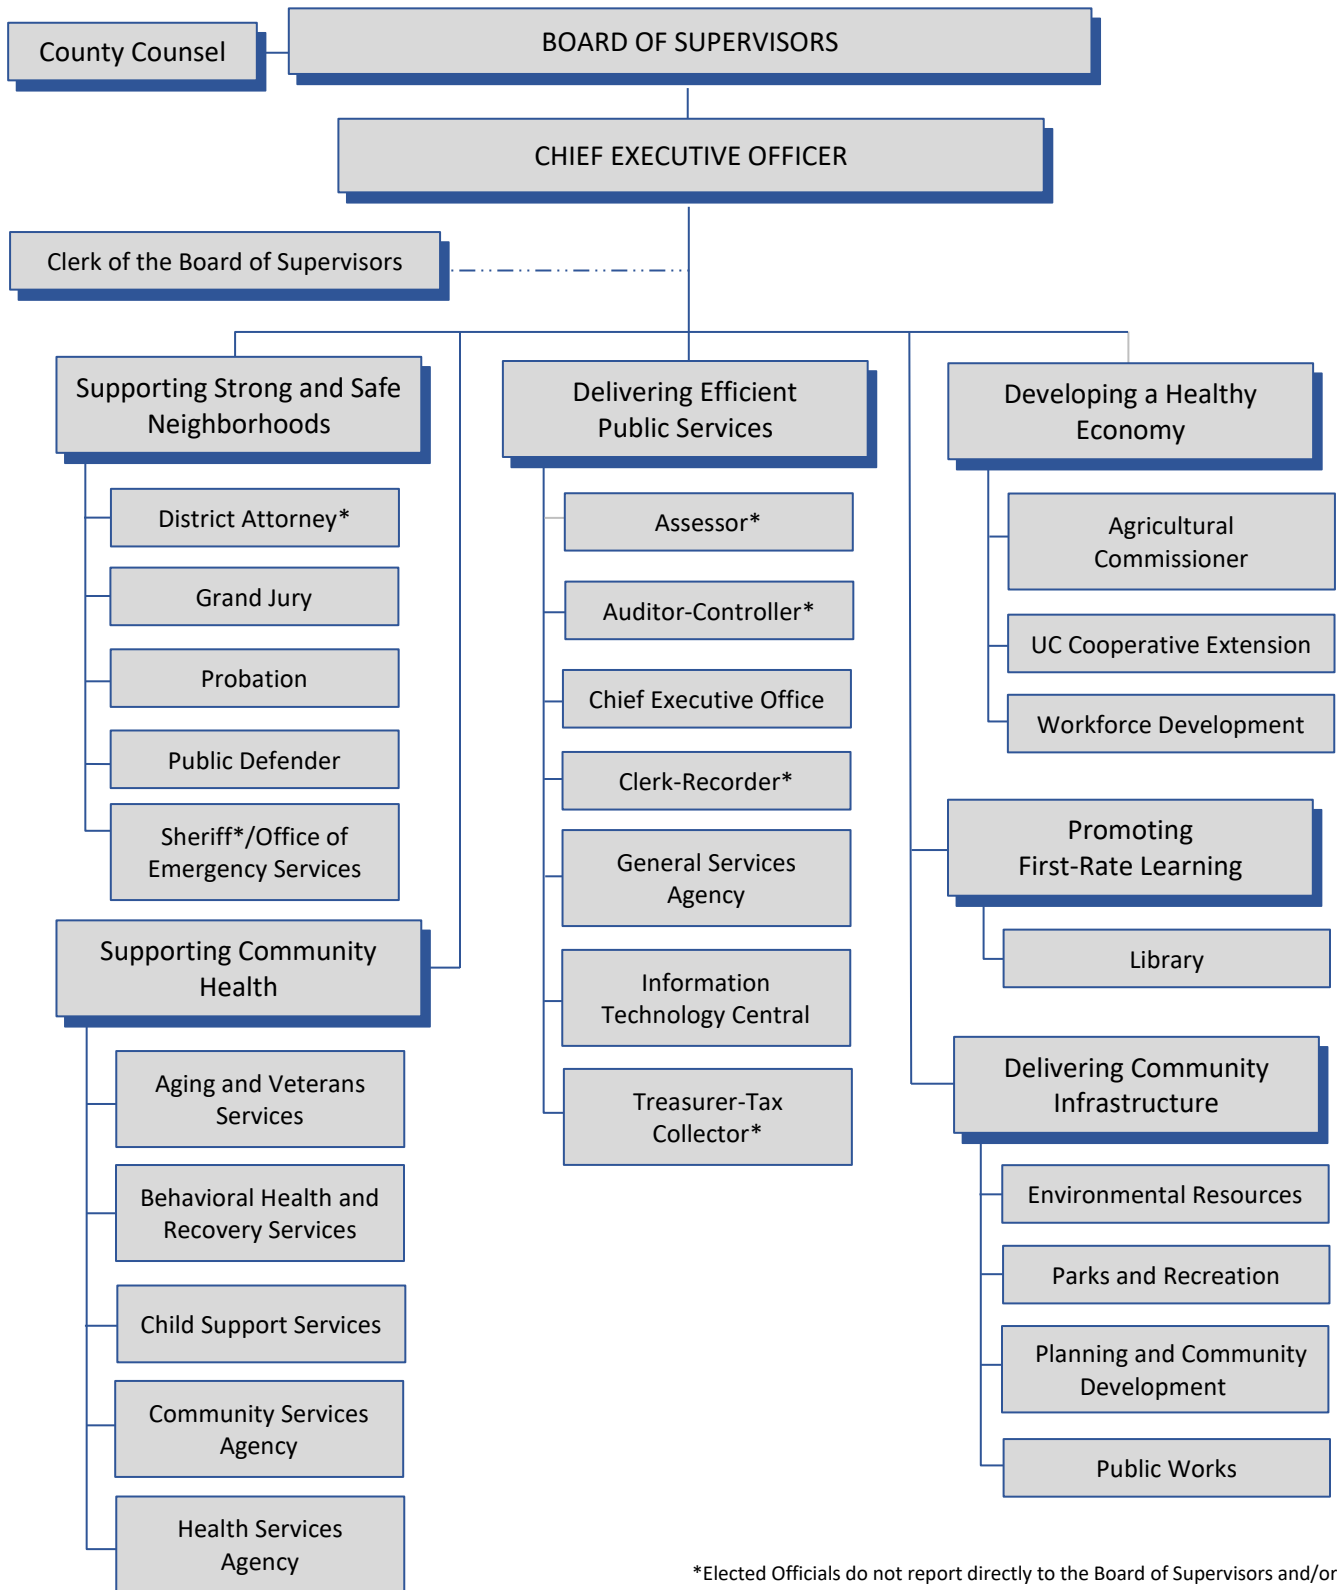 County Counsel
BOARD OF SUPERVISORS
CHIEF EXECUTIVE OFFICER
Clerk of the Board of Supervisors
Supporting Strong and Safe
Neighborhoods
District Attorney*
Grand Jury
Probation
Public Defender
Sheriff*/Office of
Emergency Services
Supporting Community
Health
Aging and Veterans
Services
Behavioral Health and
Recovery Services
Child Support Services
Community Services
Agency
Health Services
Agency
Delivering Efficient
Public Services
Assessor*
Auditor-Controller*
Chief Executive Office
Clerk-Recorder*
General Services
Agency
Information
Technology Central
Treasurer-Tax
Collector*
Developing a Healthy
Economy
Agricultural
Commissioner
UC Cooperative Extension
Workforce Development
Promoting
First-Rate Learning
Library
Delivering Community
Infrastructure
Environmental Resources
Parks and Recreation
Planning and Community
Development
Public Works
*Elected Officials do not report directly to the Board of Supervisors and/or